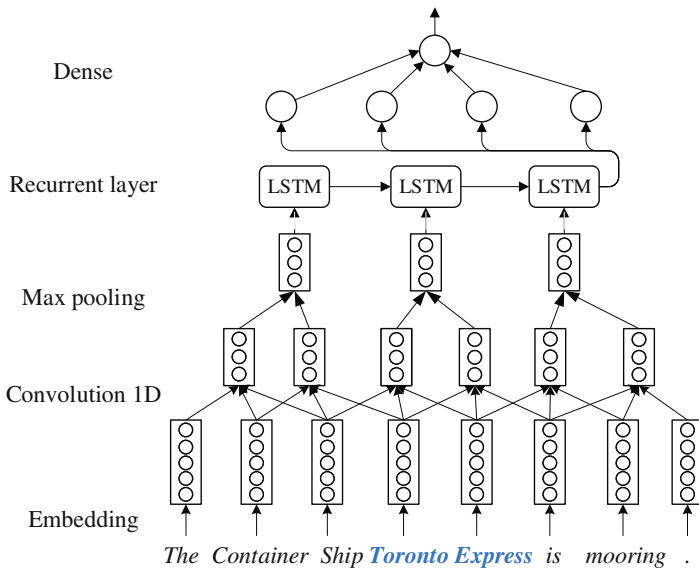 Dense
Recurrent layer
LSTM LSTM LSTM
Max pooling
Convolution 1D
Embedding
The Container Ship Toronto Express is mooring .